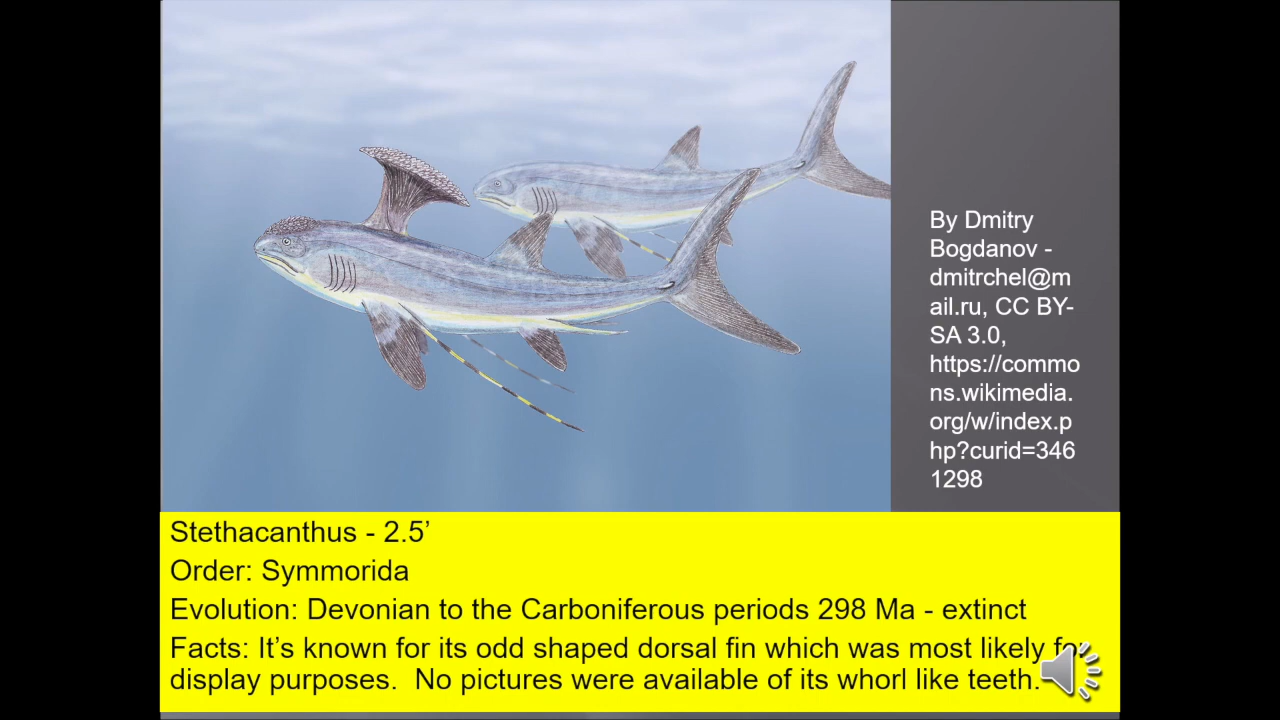 By Dmitry
Bogdanov -
dmitrchel@m
ail.ru, CC BY-
SA 3.0,
https://commo
ns.wikimedia.
org/w/index.p
hp?curid=346
1298
Stethacanthus - 2.5’
Order: Symmorida
Evolution: Devonian to the Carboniferous periods 298 Ma - extinct
Facts: It’s known for its odd shaped dorsal fin which was most likely for
display purposes.  No pictures were available of its whorl like teeth.